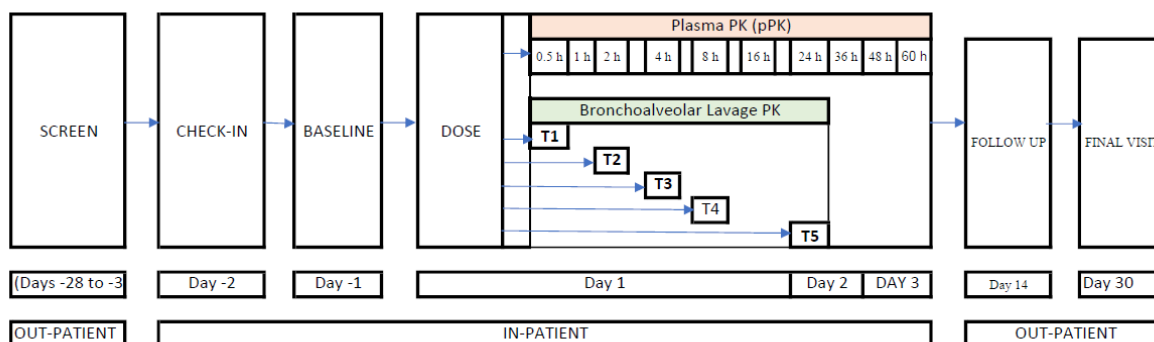 Plasma PK (pPK)
0.5 h 1 h 2 h 4 h 8 h 16 h 24 h 36 h 48 h 60 h
Bronchoalveolar Lavage PK
SCREEN CHECK-IN BASELINE DOSE T1 FOLLOW UP FINAL VISIT
T2
T3
T4
T5
(Days -28 to -3 Day -2 Day -1 Day 1 Day 2 DAY 3 Day 14 Day 30
OUT-PATIENT IN-PATIENT OUT-PATIENT